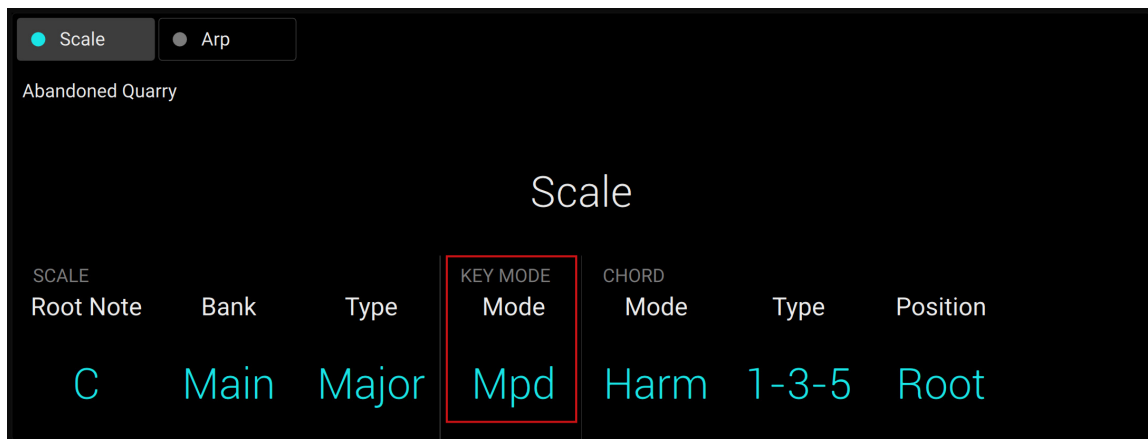 Scale Arp
Abandoned Quarry
Scale
SCALE KEY MODE CHORD
Root Note Bank Type Mode Mode Type Position
C Main Major Mpd Harm 1-3-5 Root